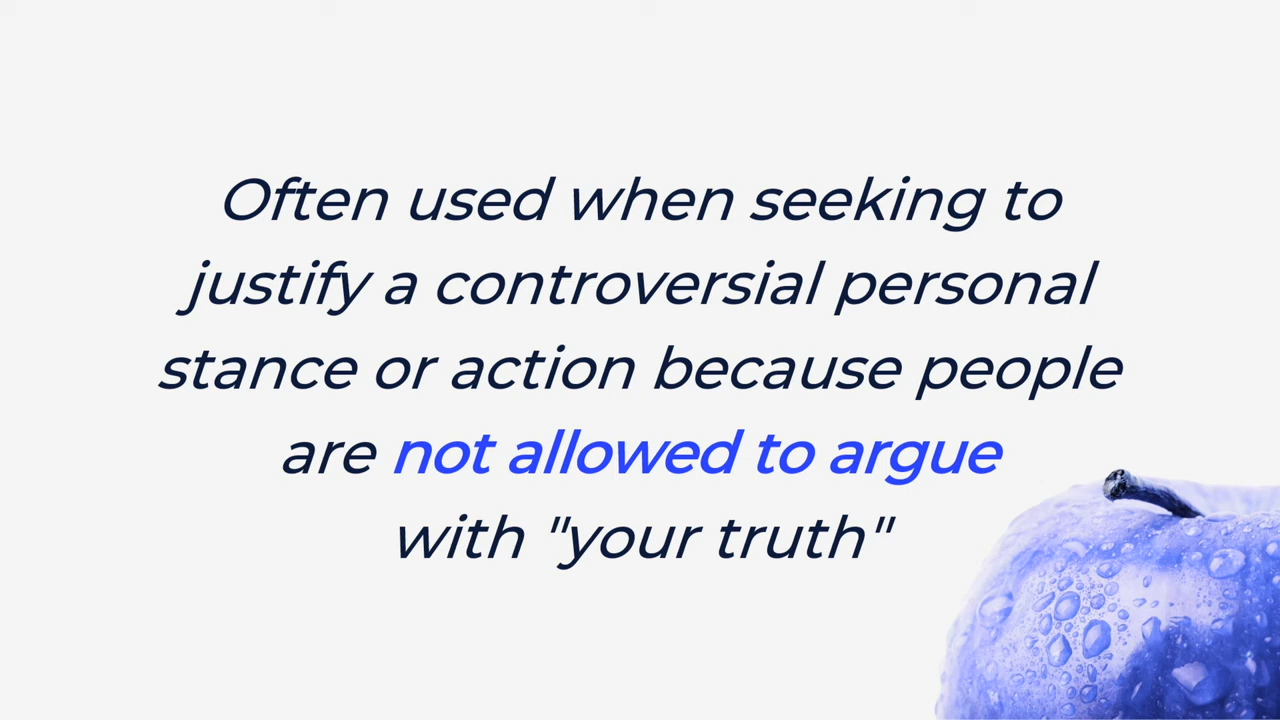 Often used when seeking to
justify a controversial personal
stance or action because people
are not allowed to argue
with "your truth"